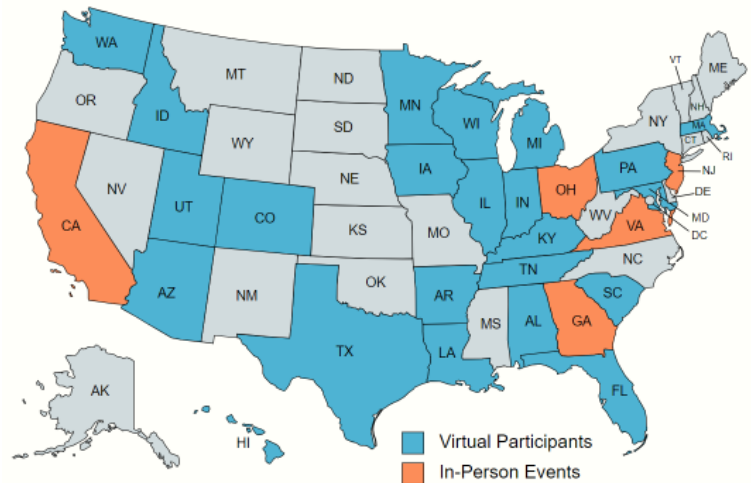 WA
MT
ND
MN
VT
ME
OR
ID
SD
WI
NH
NY
MA
WY
MI
CT
RI
IA
PA
NJ
NE
NV
OH
DE
UT
IL
IN
CO
WV
MD
VA
DC
CA
KS
MO
KY
NC
TN
OK
AZ
NM
AR
SC
MS
AL
GA
TX
LA
AK
FL
HI
Virtual Participants
In-Person Events